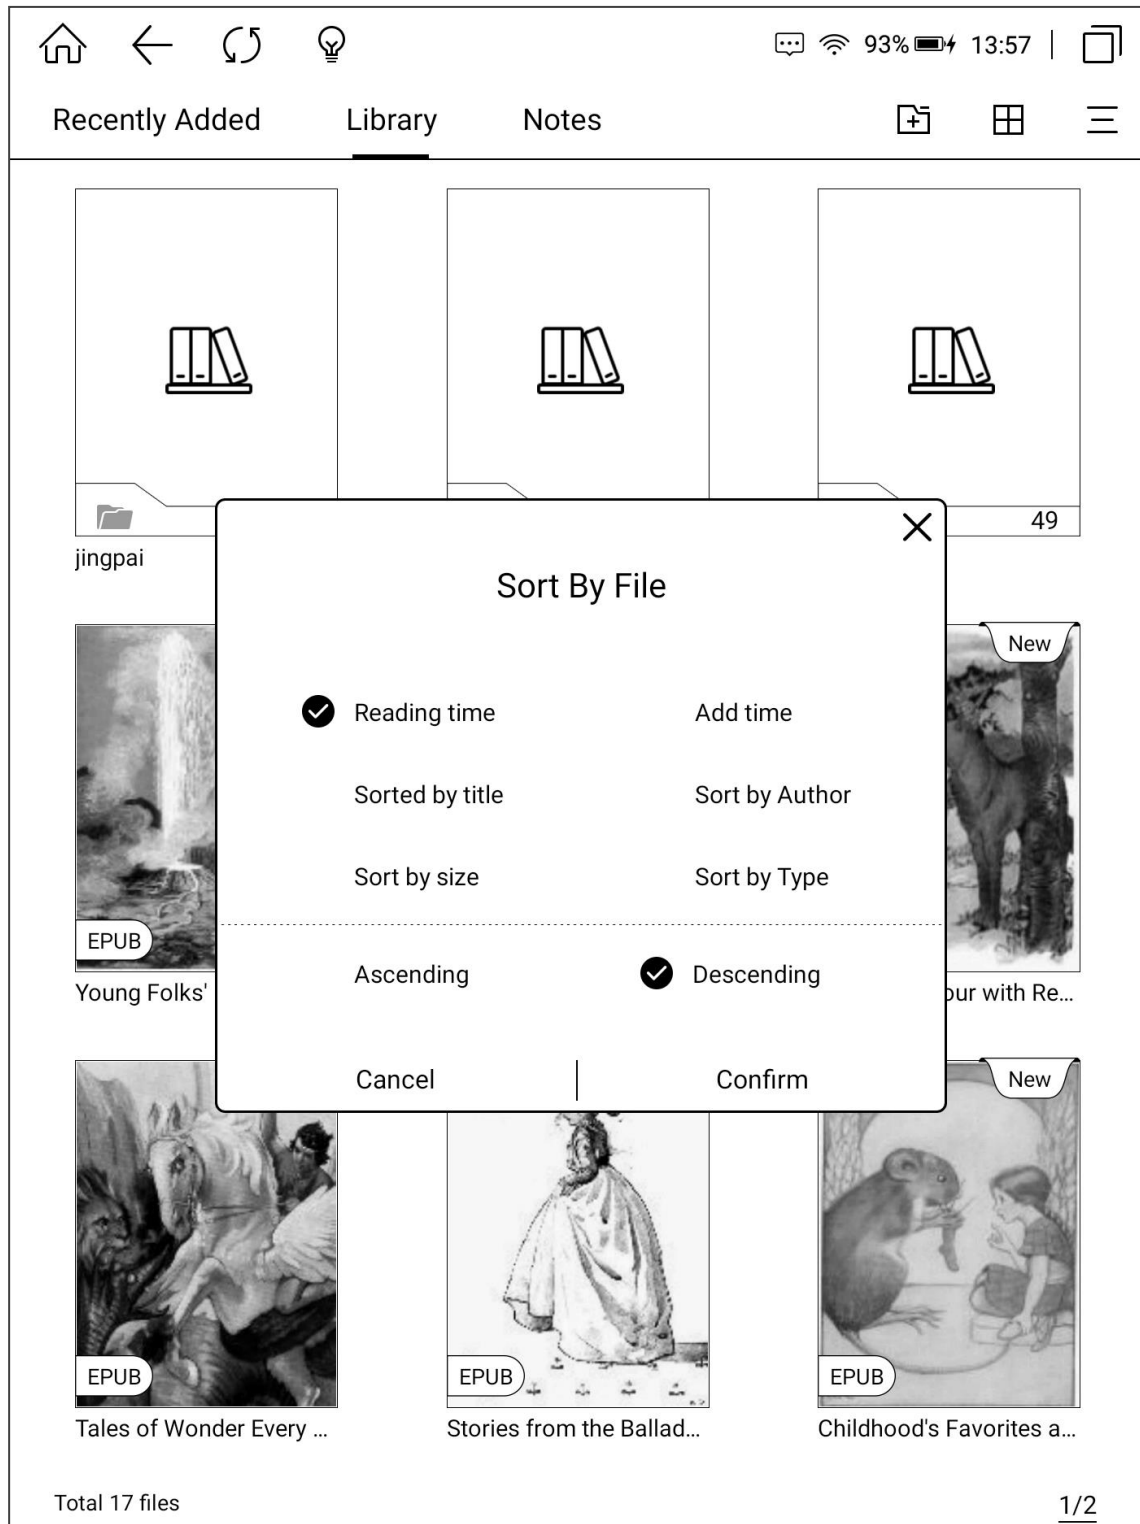 93% 13:57
Recently Added Library Notes
49
jingpai
Sort By File
New
Reading time Add time
Sorted by title Sort by Author
Sort by size Sort by Type
EPUB
Ascending Descending
Young Folks' our with Re...
Cancel Confirm
New
EPUB EPUB EPUB
Tales of Wonder Every ... Stories from the Ballad... Childhood's Favorites a...
Total 17 files 1/2